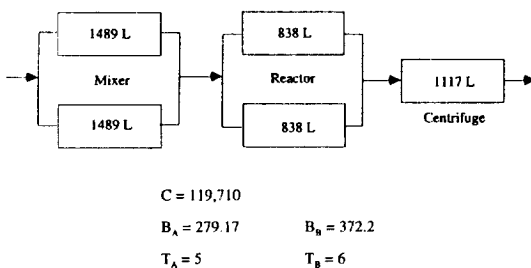 1489 L
838 L
Mixer
Reactor
1117 L
1489 L
838 L
Centrifuge
C = 119,710
B_A = 279.17
B_B = 372.2
T_A = 5
T_B = 6